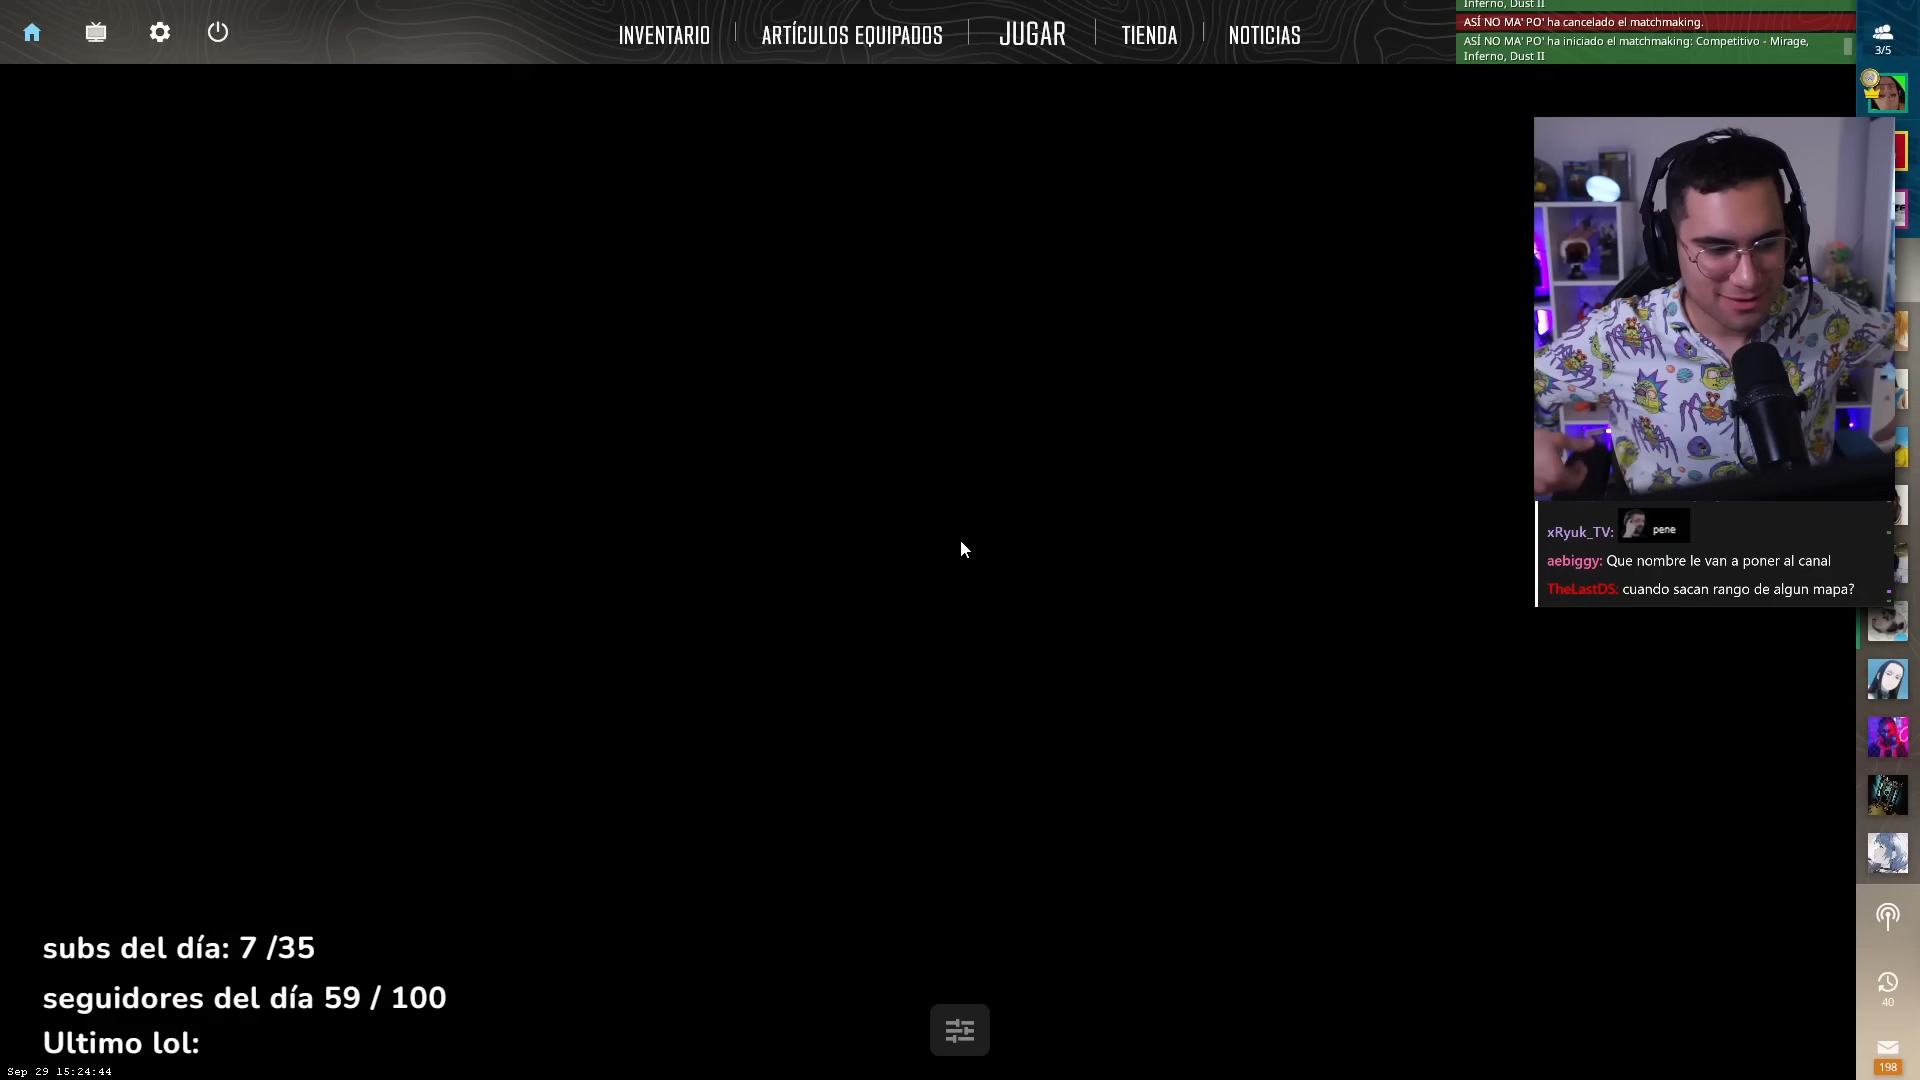 INVENTARIO
ARTÍCULOS EQUIPADOS
JUGAR
TIENDA
NOTICIAS
Inferno, Dust II
ASÍ NO MA' PO' ha cancelado el matchmaking.
ASÍ NO MA' PO' ha iniciado el matchmaking: Competitivo - Mirage,
Inferno, Dust II
3/5
xRyuk_TV: pene
aebiggy: Que nombre le van a poner al canal
TheLastDS: cuando sacan rango de algun mapa?
subs del día: 7 /35
seguidores del día 59 / 100
Ultimo lol:
Sep 29 15:24:44
40
198